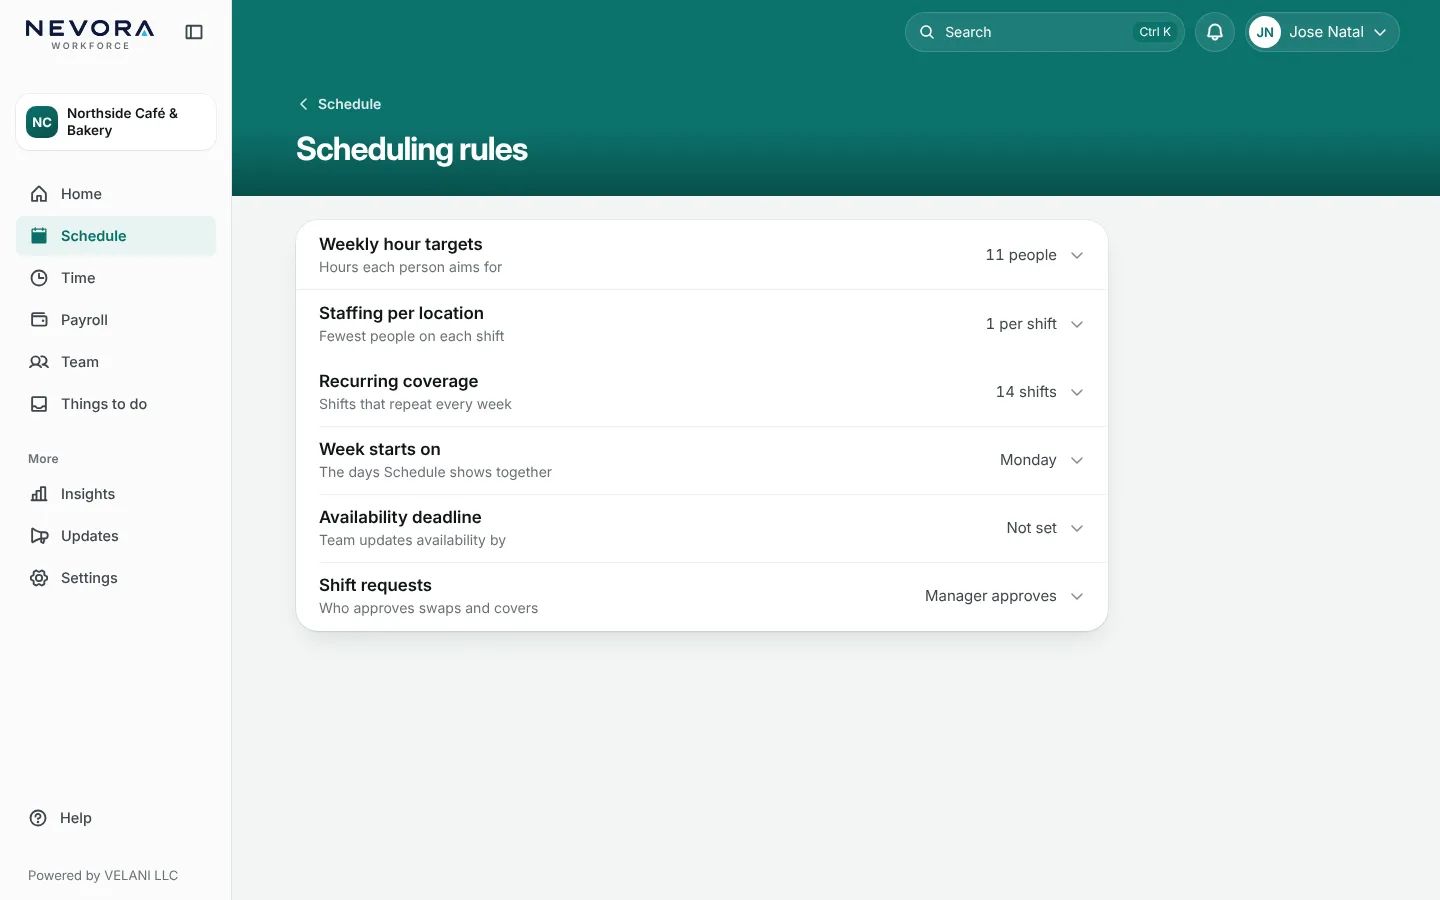 NEVORA
WORKFORCE
Search
Ctrl K
JN
Jose Natal
NC
Northside Café &
Bakery
Schedule
Scheduling rules
Home
Schedule
Time
Payroll
Team
Things to do
More
Insights
Updates
Settings
Help
Powered by VELANI LLC
Weekly hour targets
Hours each person aims for
11 people
Staffing per location
Fewest people on each shift
1 per shift
Recurring coverage
Shifts that repeat every week
14 shifts
Week starts on
The days Schedule shows together
Monday
Availability deadline
Team updates availability by
Not set
Shift requests
Who approves swaps and covers
Manager approves